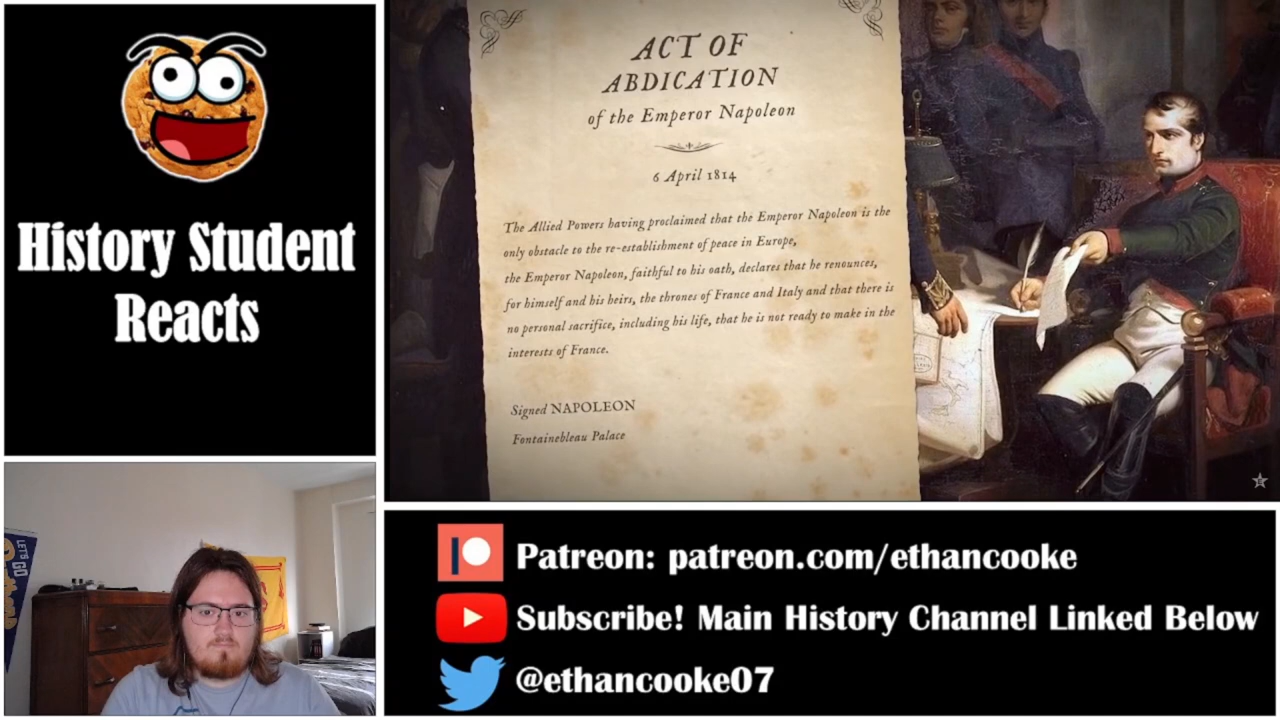 History Student
Reacts
ACT OF
ABDICATION
of the Emperor Napoleon
6 April 1814
The Allied Powers having proclaimed that the Emperor Napoleon is the
only obstacle to the re-establishment of peace in Europe,
the Emperor Napoleon, faithful to his oath, declares that he renounces,
for himself and his heirs, the thrones of France and Italy and that there is
no personal sacrifice, including his life, that he is not ready to make in the
interests of France.
Signed NAPOLEON
Fontainebleau Palace
LET'S GO
Patreon: patreon.com/ethancooke
Subscribe! Main History Channel Linked Below
@ethancooke07